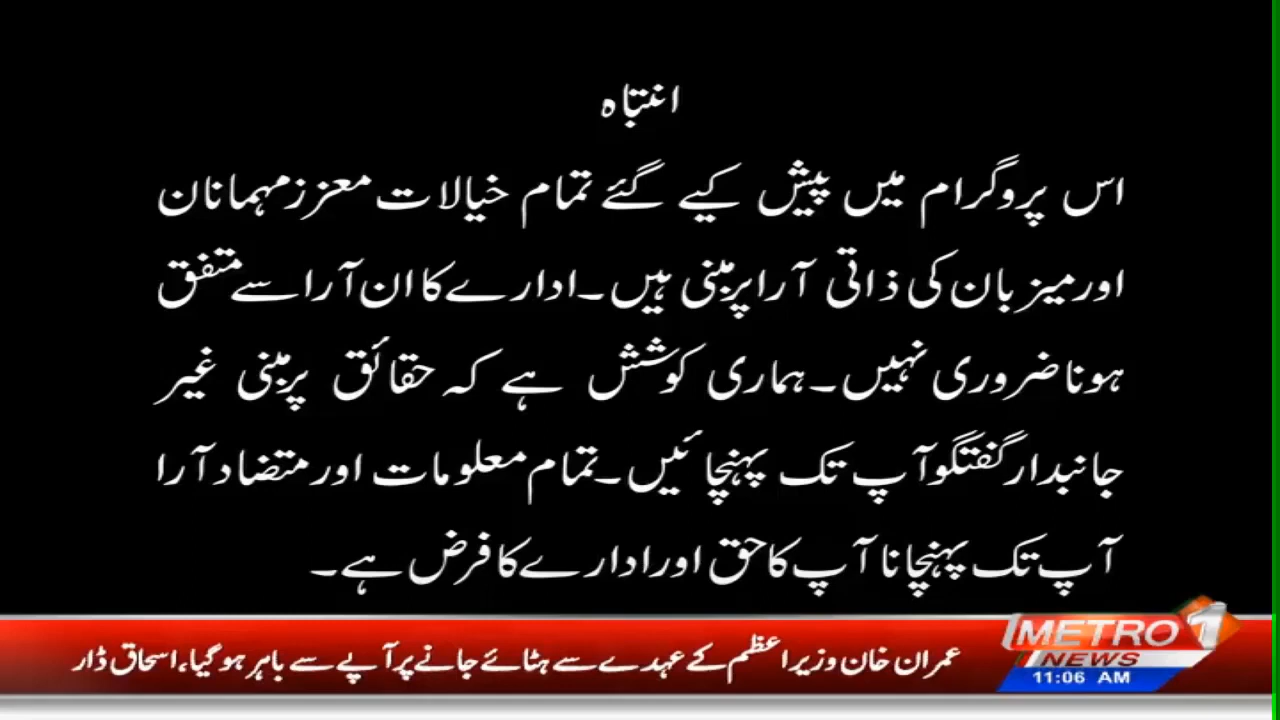 انتباہ
اس پروگرام میں پیش کیے گئے تمام خیالات معزز مہمانان
اور میزبان کی ذاتی آرا پر مبنی ہیں۔ ادارے کا ان آرا سے متفق
ہونا ضروری نہیں۔ ہماری کوشش ہے کہ حقائق پر مبنی غیر
جانبدار گفتگو آپ تک پہنچائیں۔ تمام معلومات اور متضاد آرا
آپ تک پہنچانا آپ کا حق اور ادارے کا فرض ہے۔
عمران خان وزیراعظم کے عہدے سے ہٹائے جانے پر آپے سے باہر ہوگیا، اسحاق ڈار
METRO 1
NEWS
11:06 AM